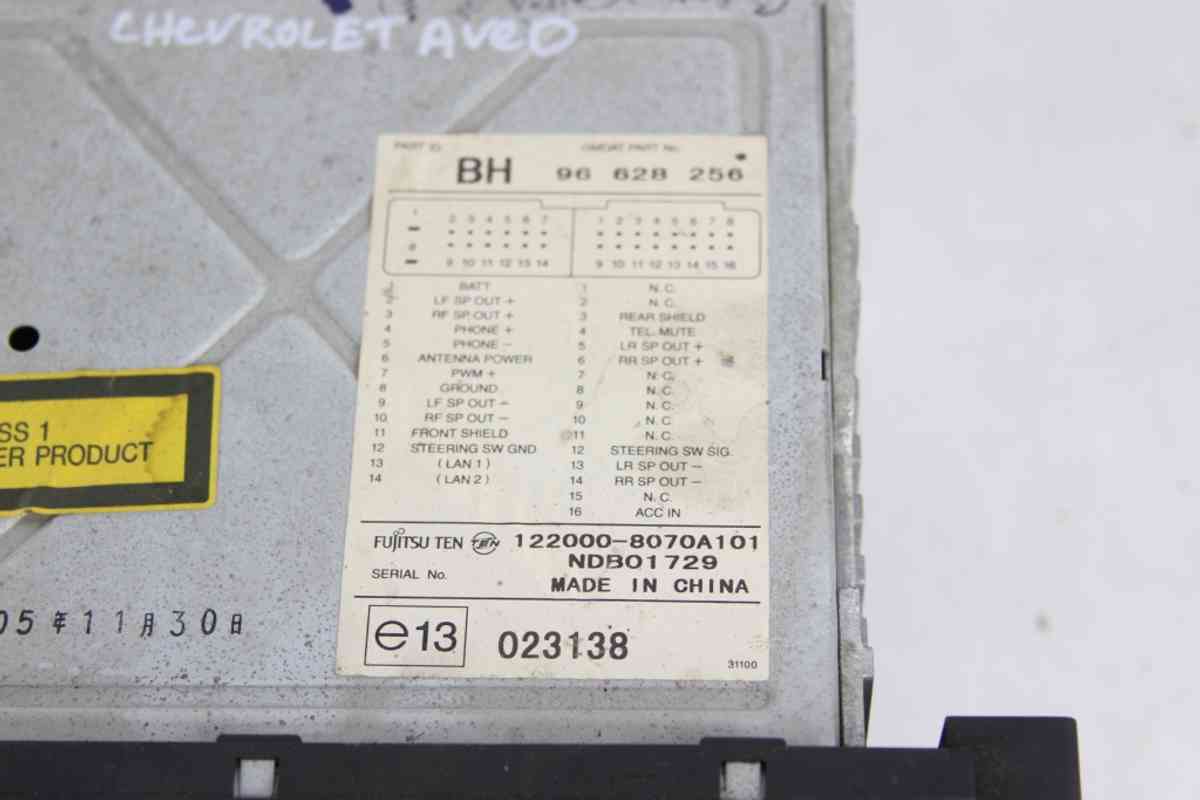 CHEVROLET AVEO
PART ID GMDAT PART No.
BH 96 628 256
1 2 3 4 5 6 7 1 2 3 4 5 6 7 8
8 9 10 11 12 13 14 9 10 11 12 13 14 15 16
BATT 1 N.C.
LF SP OUT + 2 N.C.
3 RF SP OUT + 3 REAR SHIELD
4 PHONE + 4 TEL MUTE
5 PHONE - 5 LR SP OUT +
6 ANTENNA POWER 6 RR SP OUT +
7 PWM + 7 N.C.
8 GROUND 8 N.C.
9 LF SP OUT - 9 N.C.
10 RF SP OUT - 10 N.C.
11 FRONT SHIELD 11 N.C.
12 STEERING SW GND 12 STEERING SW SIG.
13 (LAN 1) 13 LR SP OUT -
14 (LAN 2) 14 RR SP OUT -
15 N.C.
16 ACC IN
FUJITSU TEN TEN 122000-8070A101
NDB01729
SERIAL No. MADE IN CHINA
e13 023138
31100
SS 1
ER PRODUCT
05年11月30日